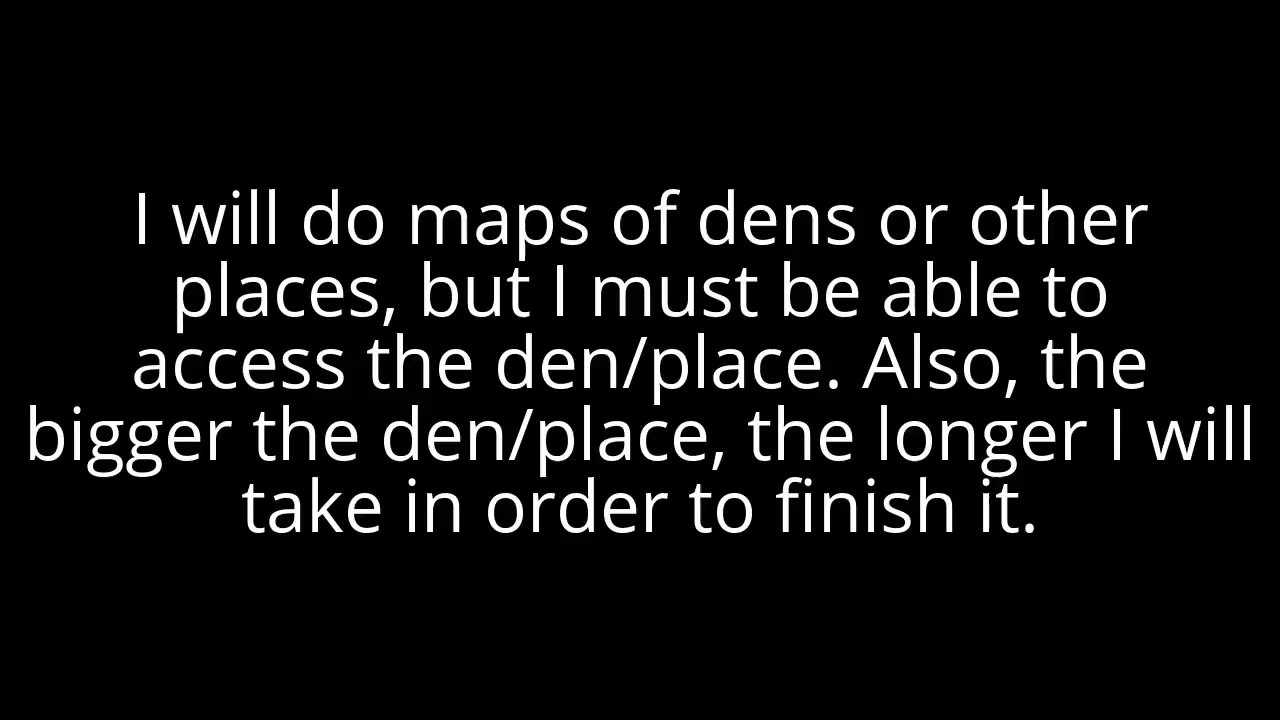 I will do maps of dens or other
places, but I must be able to
access the den/place. Also, the
bigger the den/place, the longer I will
take in order to finish it.